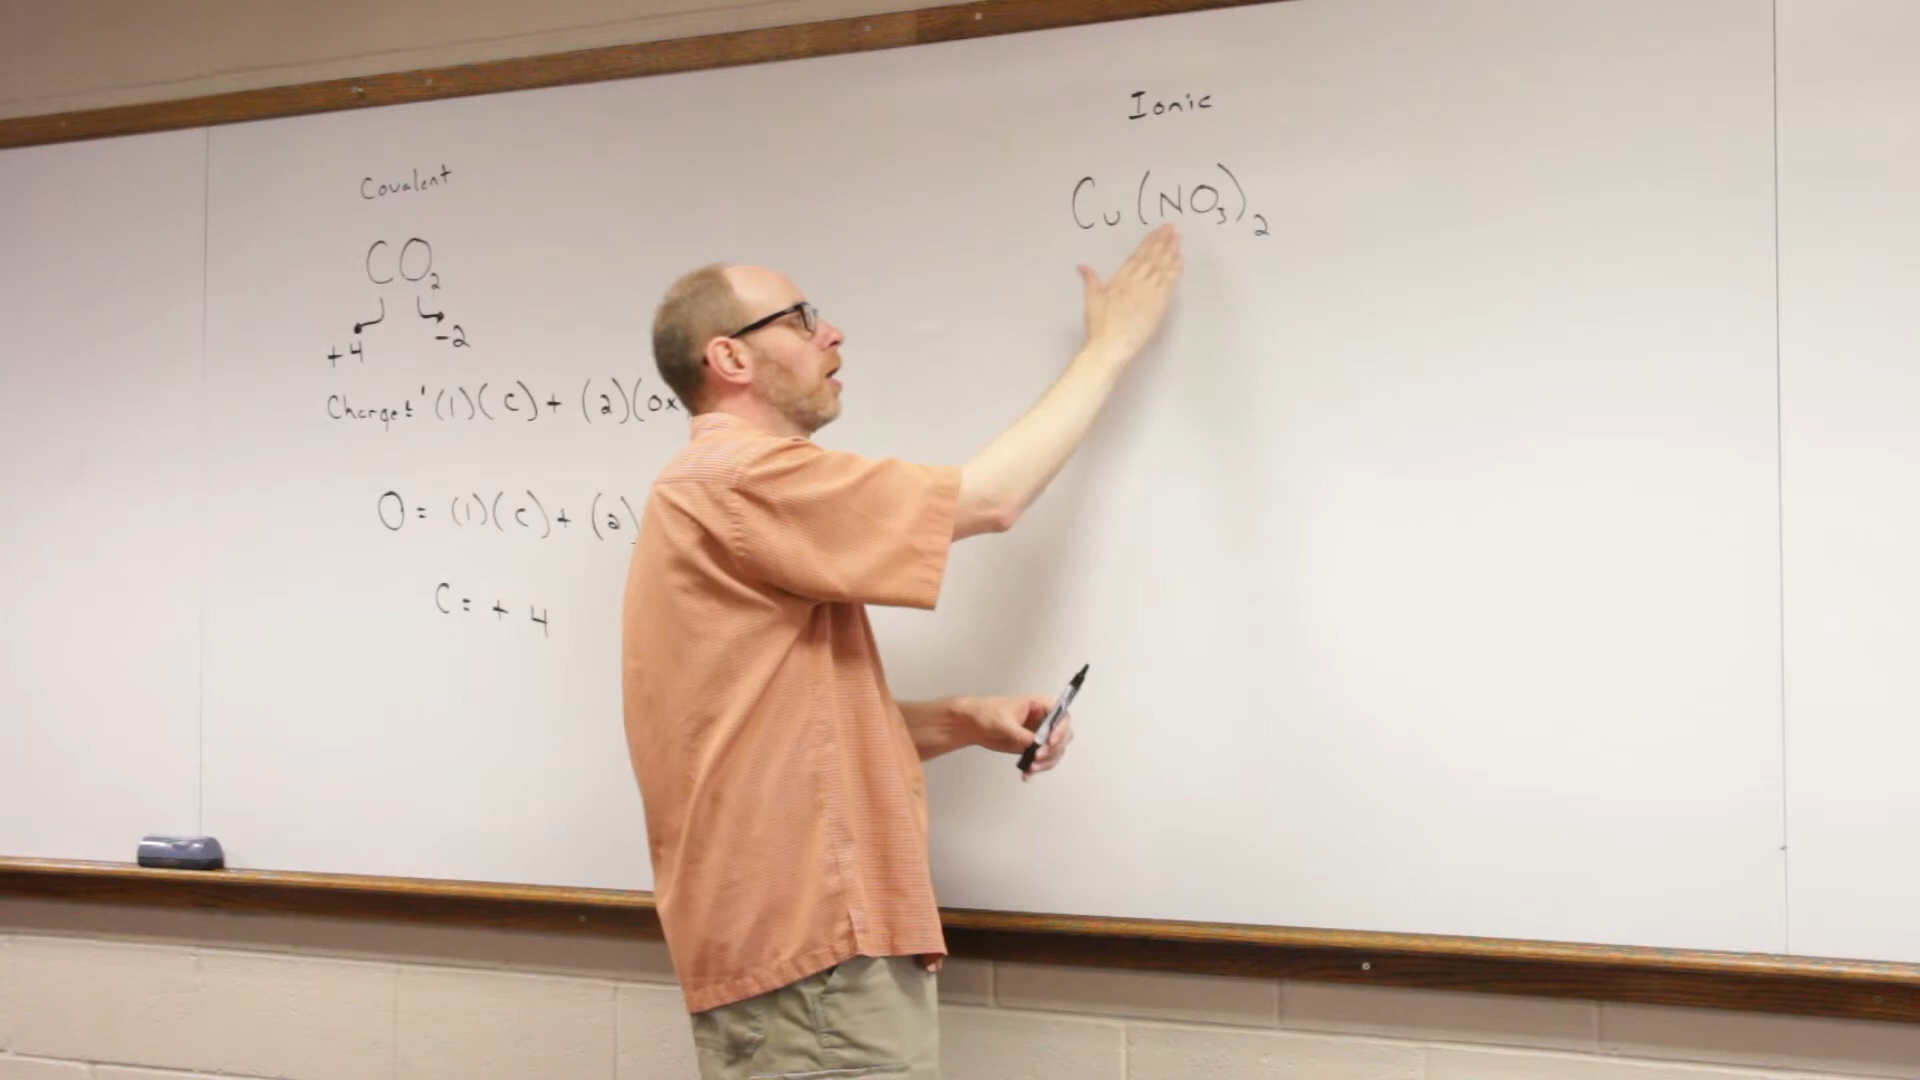 Covalent
CO₂
+4 -2
Charge: (1)(C) + (2)(Ox
O = (1)(C) + (2)
C = + 4
Ionic
Cu(NO₃)₂